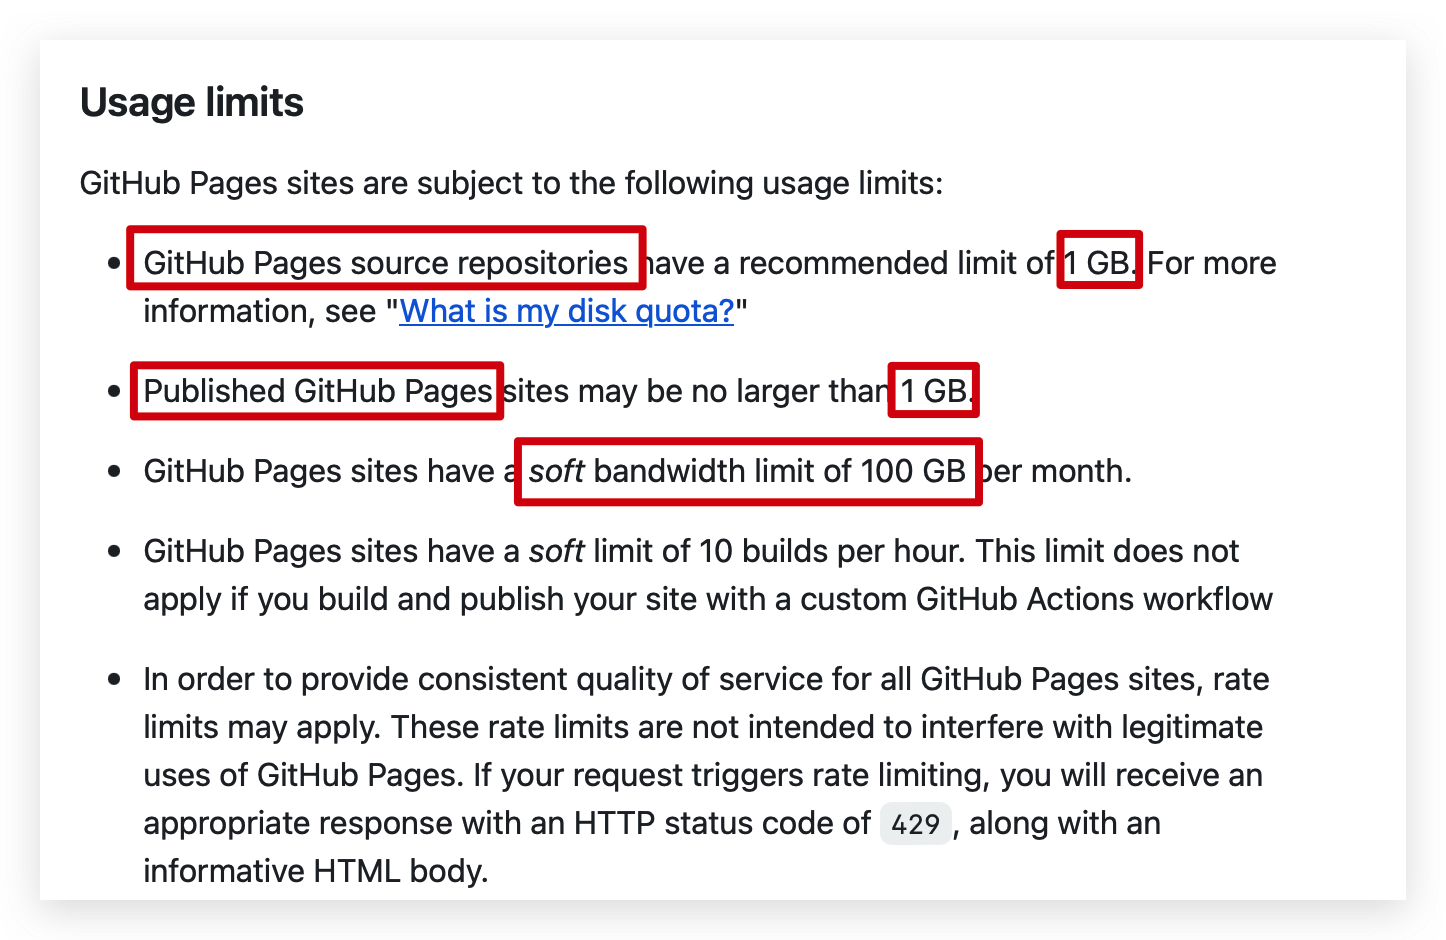 Usage limits
GitHub Pages sites are subject to the following usage limits:
• GitHub Pages source repositories have a recommended limit of 1 GB. For more
information, see "What is my disk quota?"
• Published GitHub Pages sites may be no larger than 1 GB.
• GitHub Pages sites have a soft bandwidth limit of 100 GB per month.
• GitHub Pages sites have a soft limit of 10 builds per hour. This limit does not
apply if you build and publish your site with a custom GitHub Actions workflow
• In order to provide consistent quality of service for all GitHub Pages sites, rate
limits may apply. These rate limits are not intended to interfere with legitimate
uses of GitHub Pages. If your request triggers rate limiting, you will receive an
appropriate response with an HTTP status code of 429, along with an
informative HTML body.